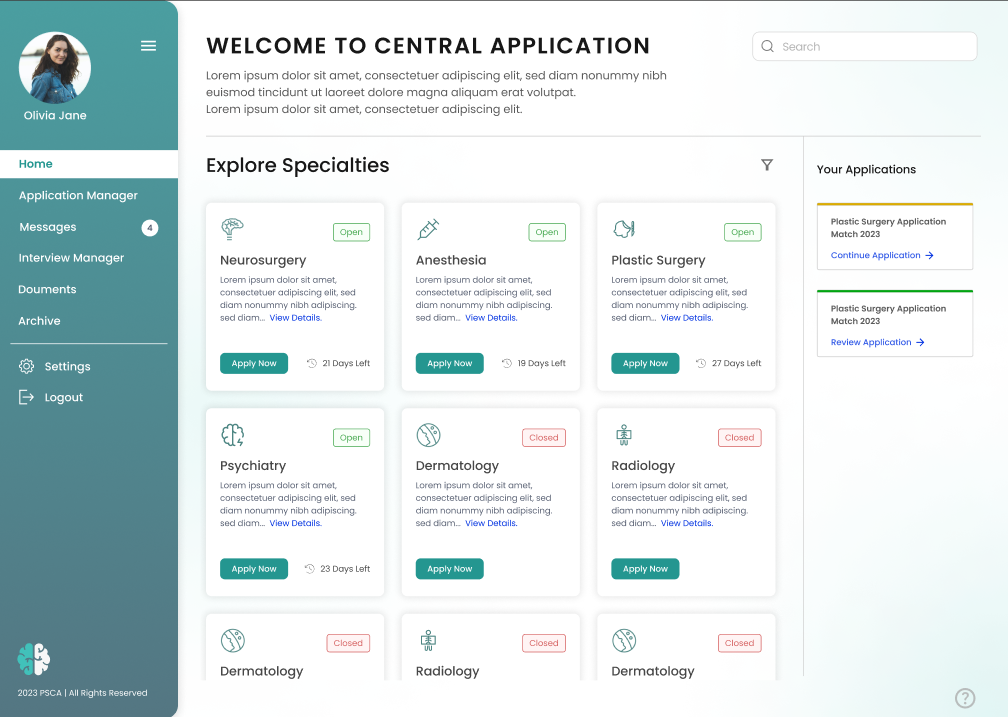 Olivia Jane
Home
Application Manager
Messages
4
Interview Manager
Douments
Archive
Settings
Logout
2023 PSCA | All Rights Reserved
WELCOME TO CENTRAL APPLICATION
Lorem ipsum dolor sit amet, consectetuer adipiscing elit, sed diam nonummy nibh
euismod tincidunt ut laoreet dolore magna aliquam erat volutpat.
Lorem ipsum dolor sit amet, consectetuer adipiscing elit.
Search
Explore Specialties
Open
Neurosurgery
Lorem ipsum dolor sit amet,
consectetuer adipiscing elit, sed
diam nonummy nibh adipiscing.
sed diam... View Details.
Apply Now
21 Days Left
Open
Anesthesia
Lorem ipsum dolor sit amet,
consectetuer adipiscing elit, sed
diam nonummy nibh adipiscing.
sed diam... View Details.
Apply Now
19 Days Left
Open
Plastic Surgery
Lorem ipsum dolor sit amet,
consectetuer adipiscing elit, sed
diam nonummy nibh adipiscing.
sed diam... View Details.
Apply Now
27 Days Left
Open
Psychiatry
Lorem ipsum dolor sit amet,
consectetuer adipiscing elit, sed
diam nonummy nibh adipiscing.
sed diam... View Details.
Apply Now
23 Days Left
Closed
Dermatology
Lorem ipsum dolor sit amet,
consectetuer adipiscing elit, sed
diam nonummy nibh adipiscing.
sed diam... View Details.
Apply Now
Closed
Radiology
Lorem ipsum dolor sit amet,
consectetuer adipiscing elit, sed
diam nonummy nibh adipiscing.
sed diam... View Details.
Apply Now
Closed
Dermatology
Closed
Radiology
Closed
Dermatology
Your Applications
Plastic Surgery Application
Match 2023
Continue Application →
Plastic Surgery Application
Match 2023
Review Application →
?